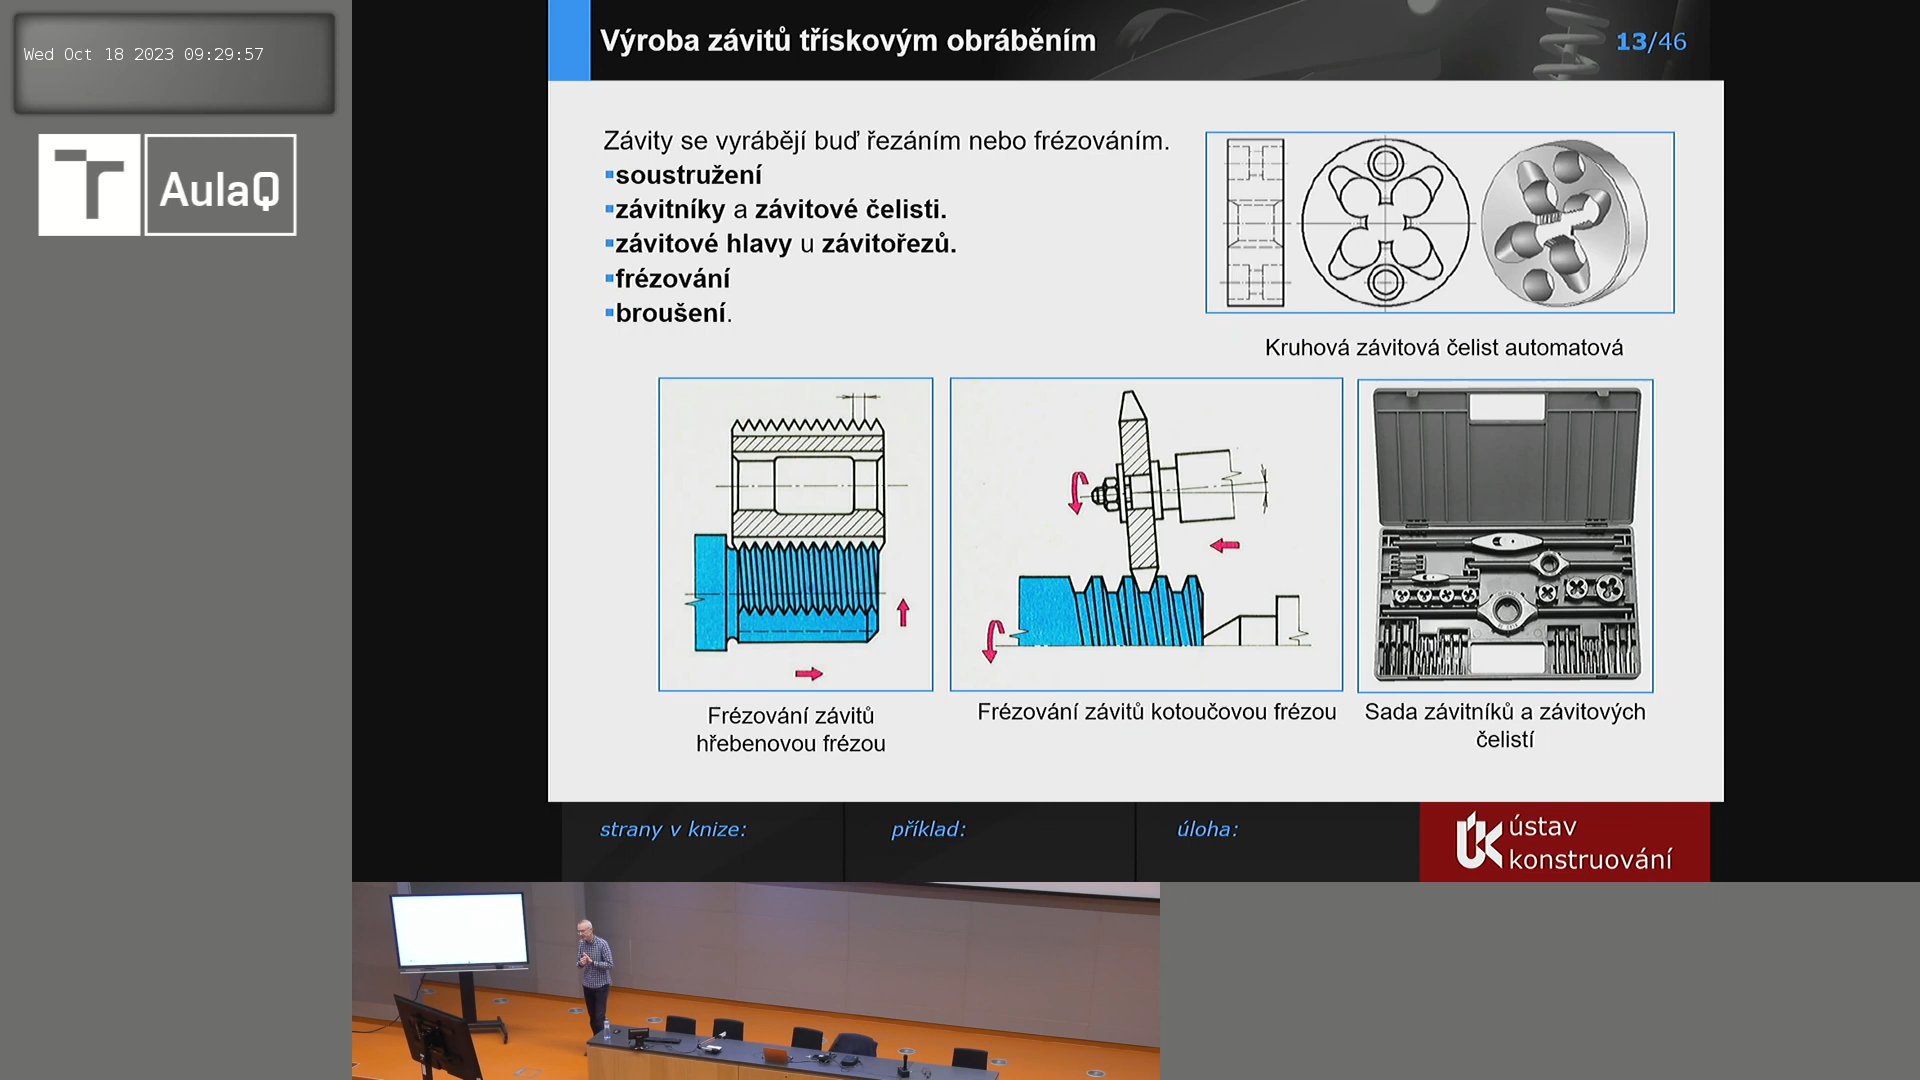 Wed Oct 18 2023 09:29:57
AulaQ
Výroba závitů třískovým obráběním
13/46
Závity se vyrábějí buď řezáním nebo frézováním.
soustružení
závitníky a závitové čelisti.
závitové hlavy u závitořezů.
frézování
broušení.
Kruhová závitová čelist automatová
Frézování závitů
hřebenovou frézou
Frézování závitů kotoučovou frézou
Sada závitníků a závitových
čelistí
strany v knize:
příklad:
úloha:
ÚK ústav
konstruování